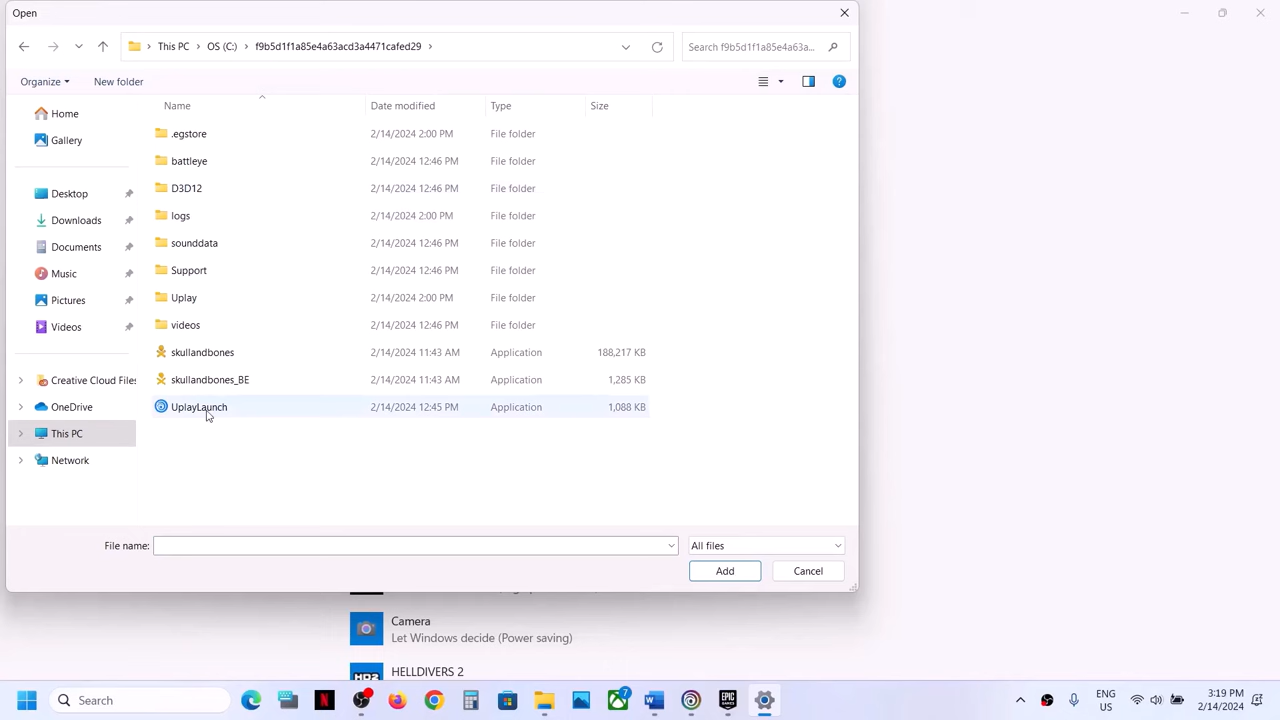 Open
This PC
OS (C:)
f9b5d1f1a85e4a63acd3a4471cafed29
Search f9b5d1f1a85e4a63a...
Organize
New folder
Name
Date modified
Type
Size
Home
Gallery
Desktop
Downloads
Documents
Music
Pictures
Videos
Creative Cloud Files
OneDrive
This PC
Network
.egstore 2/14/2024 2:00 PM File folder
battleye 2/14/2024 12:46 PM File folder
D3D12 2/14/2024 12:46 PM File folder
logs 2/14/2024 2:00 PM File folder
sounddata 2/14/2024 12:46 PM File folder
Support 2/14/2024 12:46 PM File folder
Uplay 2/14/2024 2:00 PM File folder
videos 2/14/2024 12:46 PM File folder
skullandbones 2/14/2024 11:43 AM Application 188,217 KB
skullandbones_BE 2/14/2024 11:43 AM Application 1,285 KB
UplayLaunch 2/14/2024 12:45 PM Application 1,088 KB
File name:
All files
Add
Cancel
Camera
Let Windows decide (Power saving)
HD2
HELLDIVERS 2
Search
7
EPIC
GAMES
ENG
US
3:19 PM
2/14/2024